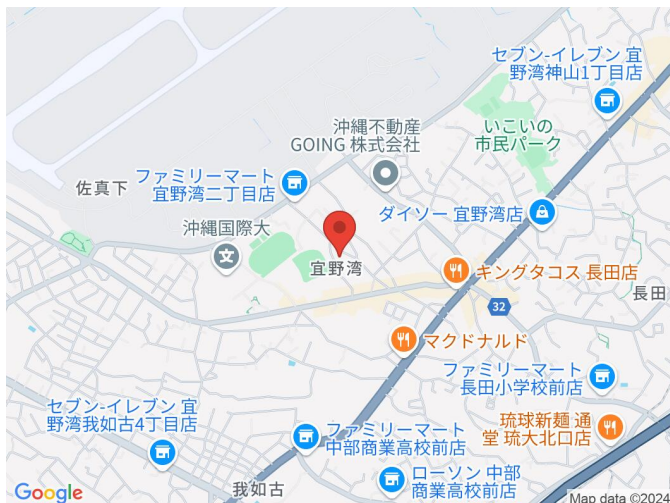 セブン-イレブン 宜
野湾神山1丁目店
沖縄不動産
GOING 株式会社
いこいの
市民パーク
佐真下
ファミリーマート
宜野湾二丁目店
沖縄国際大
ダイソー 宜野湾店
宜野湾
キングタコス 長田店
長田
32
マクドナルド
ファミリーマート
長田小学校前店
セブン-イレブン 宜
野湾我如古4丁目店
ファミリーマート
中部商業高校前店
琉球新麺 通
堂 琉大北口店
我如古
ローソン 中部
商業高校前店
文
Google
Map data ©2024